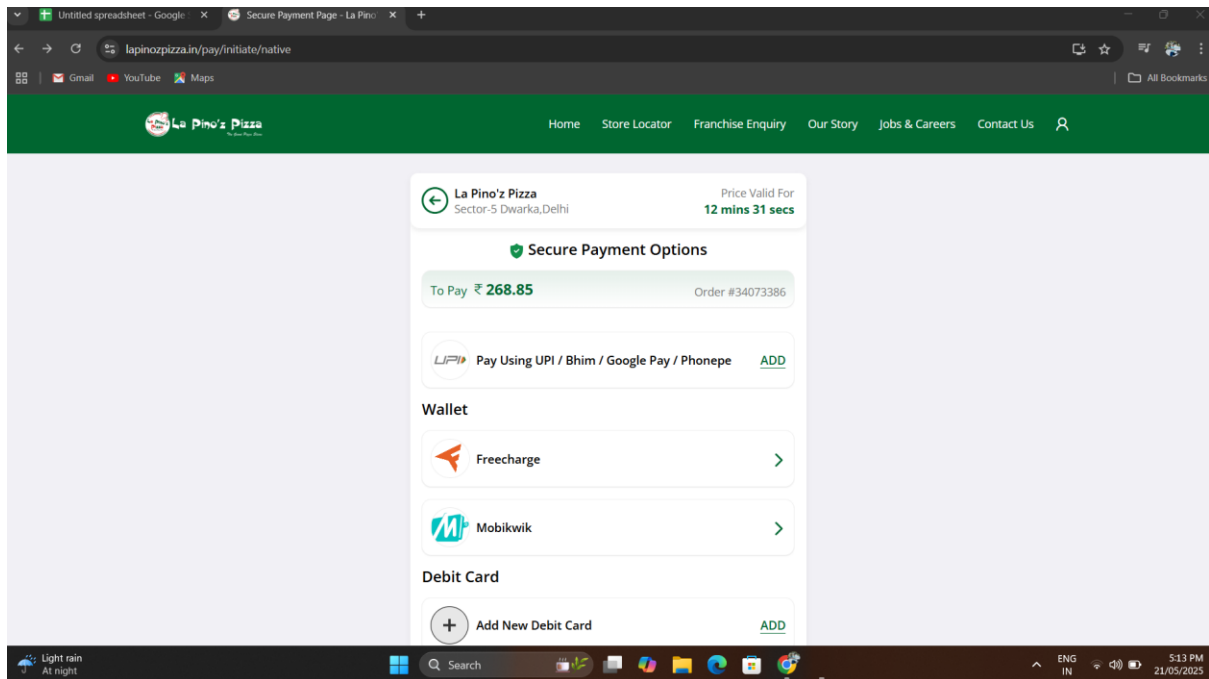 Untitled spreadsheet - Google
Secure Payment Page - La Pino
lapinozpizza.in/pay/initiate/native
Gmail YouTube Maps All Bookmarks
La Pino'z Pizza
Home Store Locator Franchise Enquiry Our Story Jobs & Careers Contact Us
La Pino'z Pizza
Sector-5 Dwarka,Delhi
Price Valid For
12 mins 31 secs
Secure Payment Options
To Pay ₹ 268.85 Order #34073386
UPI Pay Using UPI / Bhim / Google Pay / Phonepe ADD
Wallet
Freecharge
Mobikwik
Debit Card
Add New Debit Card ADD
Light rain
At night
Search
ENG
IN
5:13 PM
21/05/2025